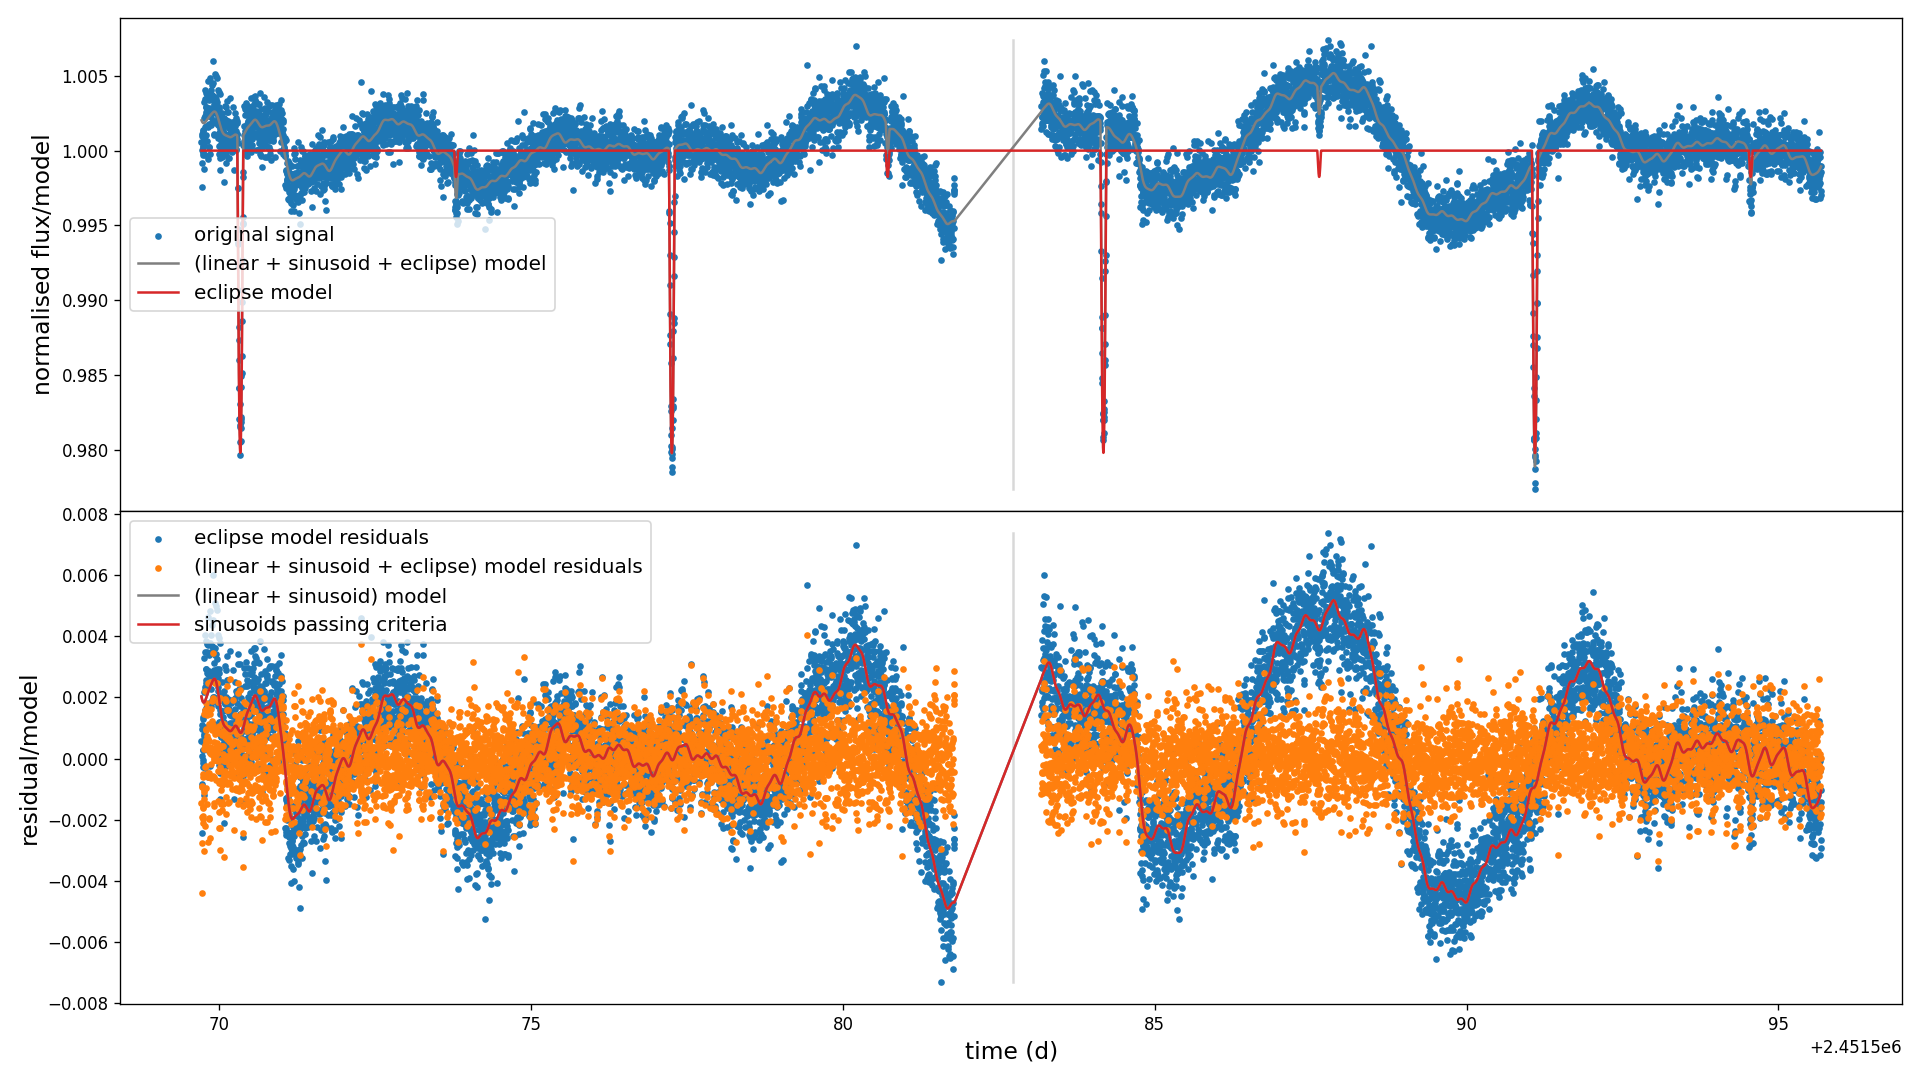 1.005
1.000
0.995
0.990
0.985
0.980
normalised flux/model
original signal
(linear + sinusoid + eclipse) model
eclipse model
0.008
0.006
0.004
0.002
0.000
−0.002
−0.004
−0.006
−0.008
residual/model
eclipse model residuals
(linear + sinusoid + eclipse) model residuals
(linear + sinusoid) model
sinusoids passing criteria
70 75 80 85 90 95
time (d)
+2.4515e6